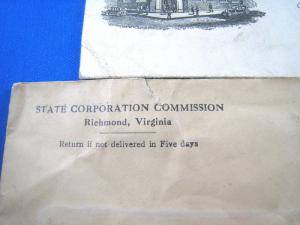 STATE CORPORATION COMMISSION
Richmond, Virginia
Return if not delivered in Five days